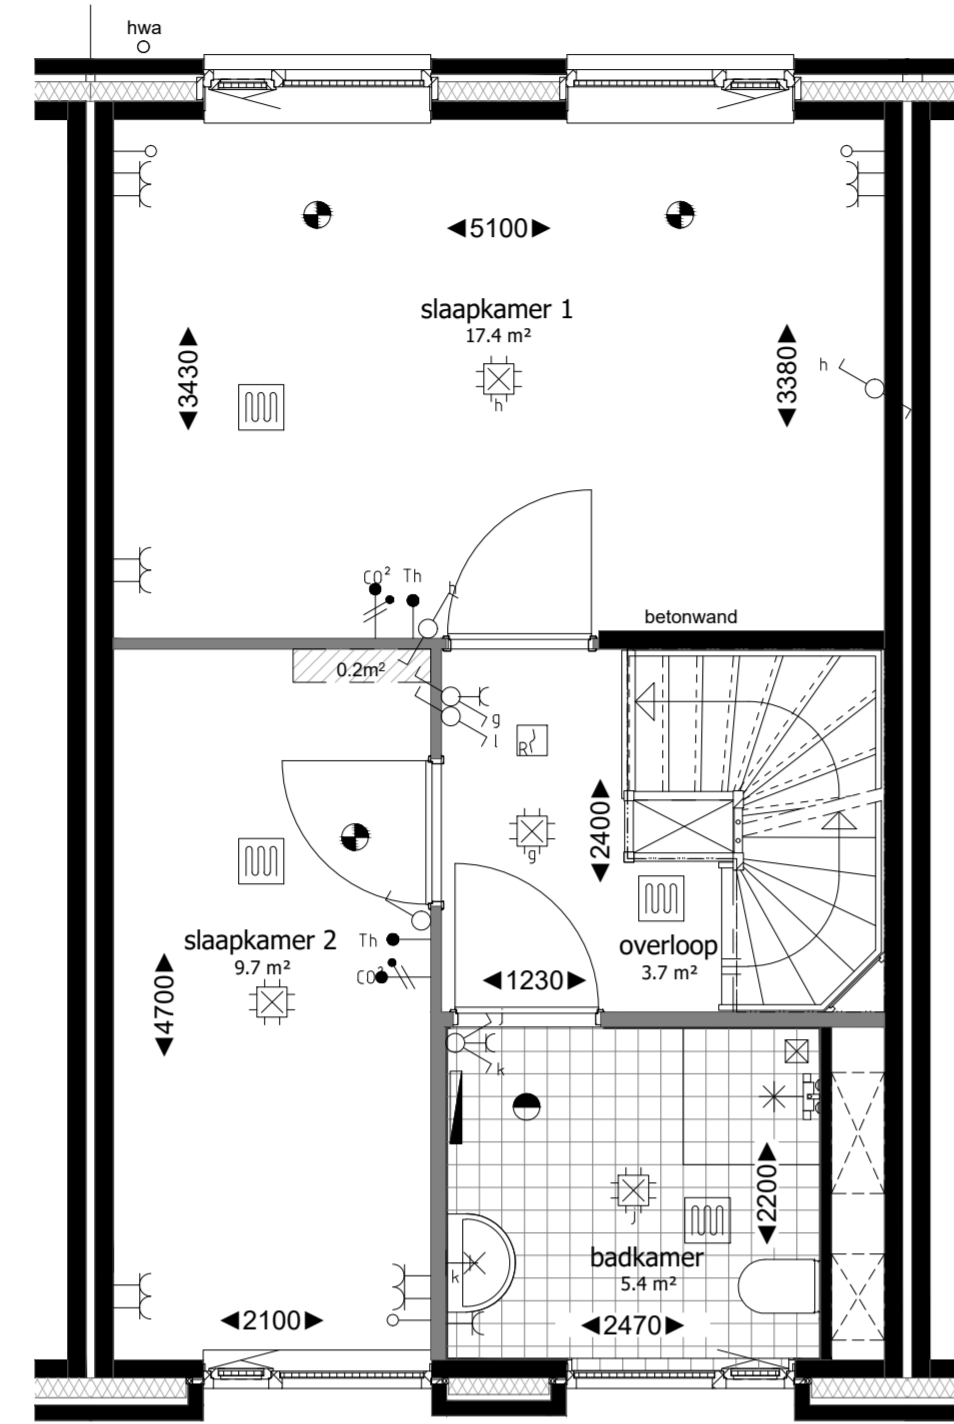 hwa
5100
slaapkamer 1
17.4 m²
3430
3380
h
h
CO²
Th
h
betonwand
0.2m²
g
l
R
2400
g
slaapkamer 2
9.7 m²
Th
CO²
overloop
3.7 m²
4700
1230
j
k
2200
j
badkamer
5.4 m²
k
2100
2470